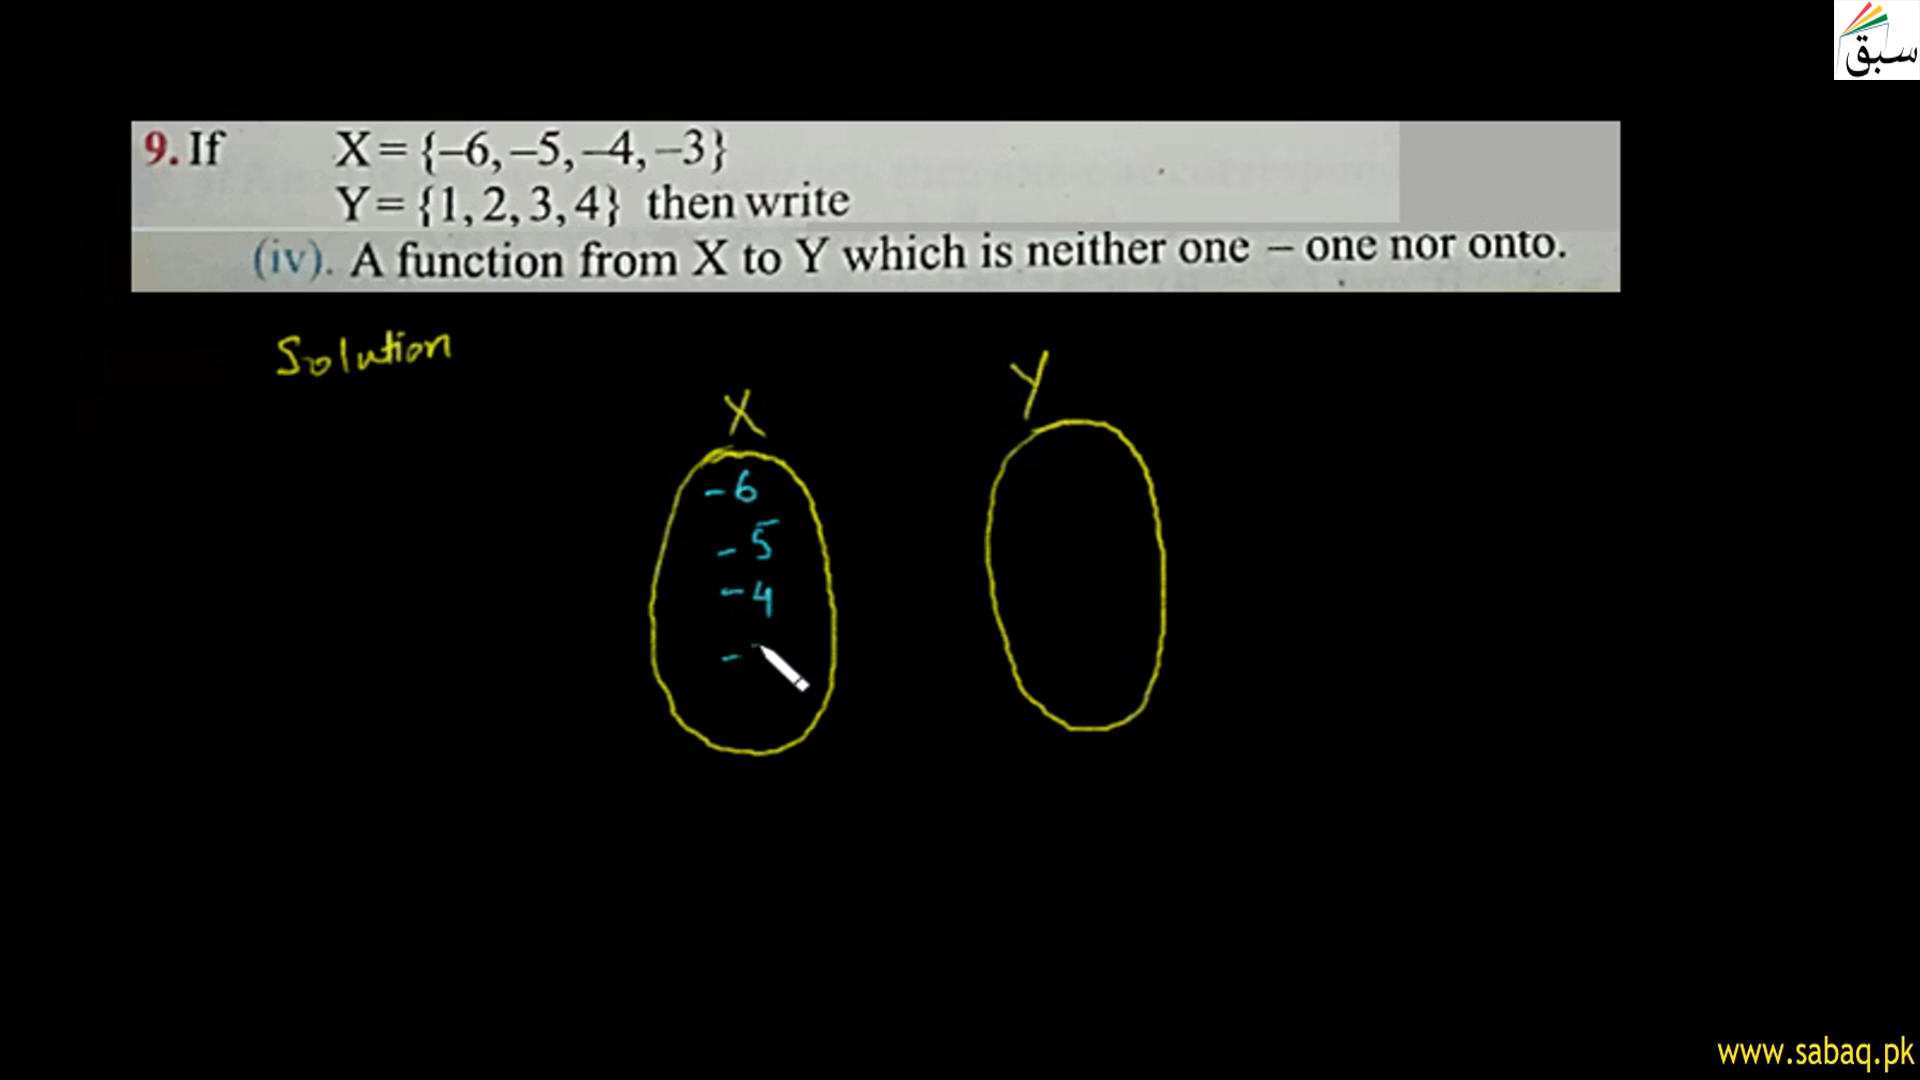 سبق
9. If X = {–6, –5, –4, –3}
Y = {1, 2, 3, 4} then write
(iv). A function from X to Y which is neither one – one nor onto.
Solution
X
Y
- 6
- 5
- 4
-
www.sabaq.pk